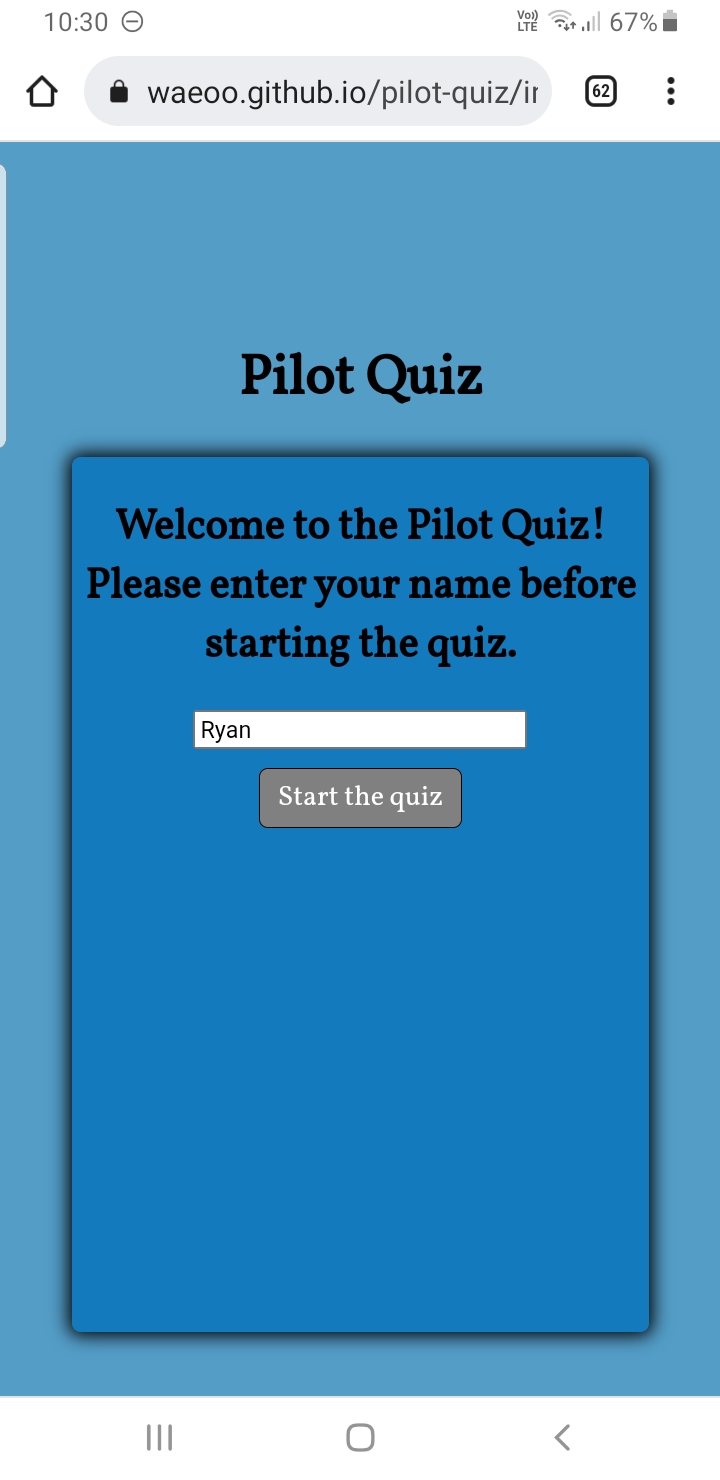 10:30 Vo)) LTE 67%
waeoo.github.io/pilot-quiz/ir 62
Pilot Quiz
Welcome to the Pilot Quiz!
Please enter your name before
starting the quiz.
Ryan
Start the quiz